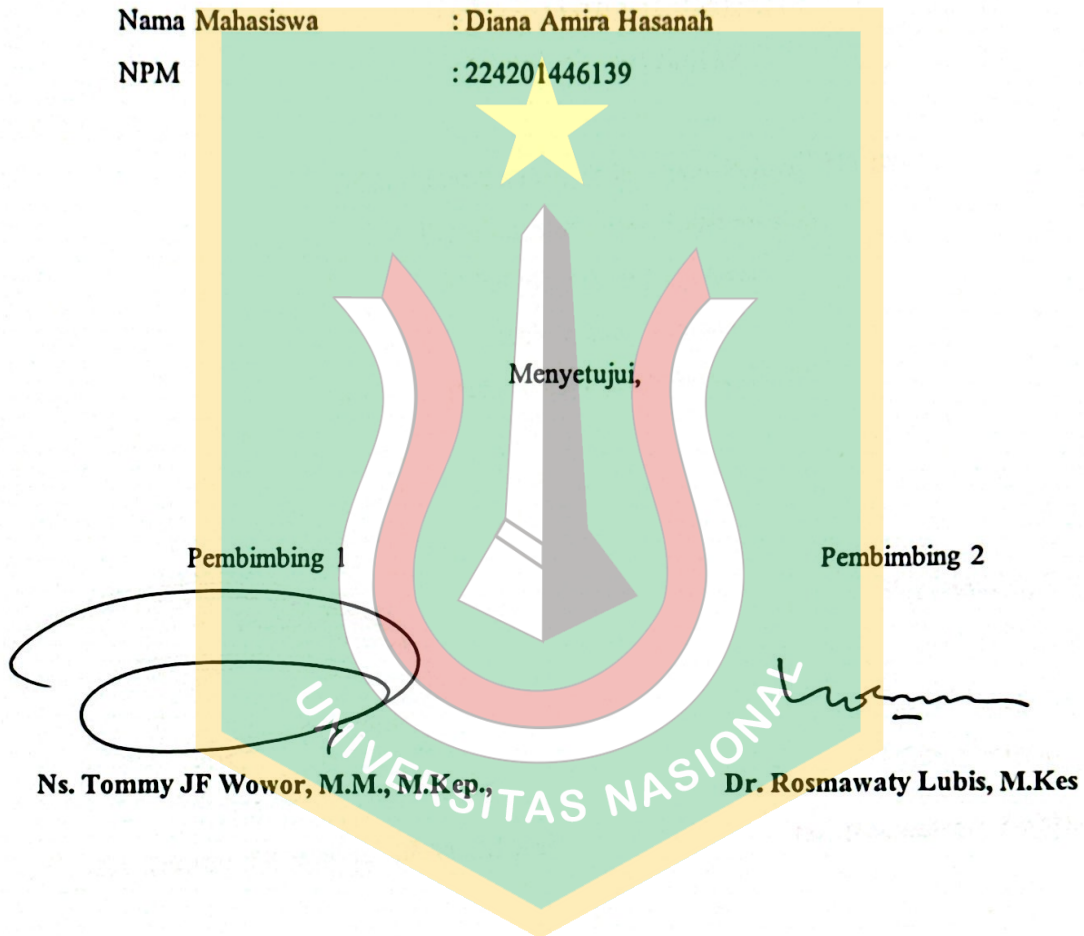 Nama Mahasiswa : Diana Amira Hasanah
NPM : 224201446139
Menyetujui,
Pembimbing 1 Pembimbing 2
Ns. Tommy JF Wowor, M.M., M.Kep., Dr. Rosmawaty Lubis, M.Kes
UNIVERSITAS NASIONAL